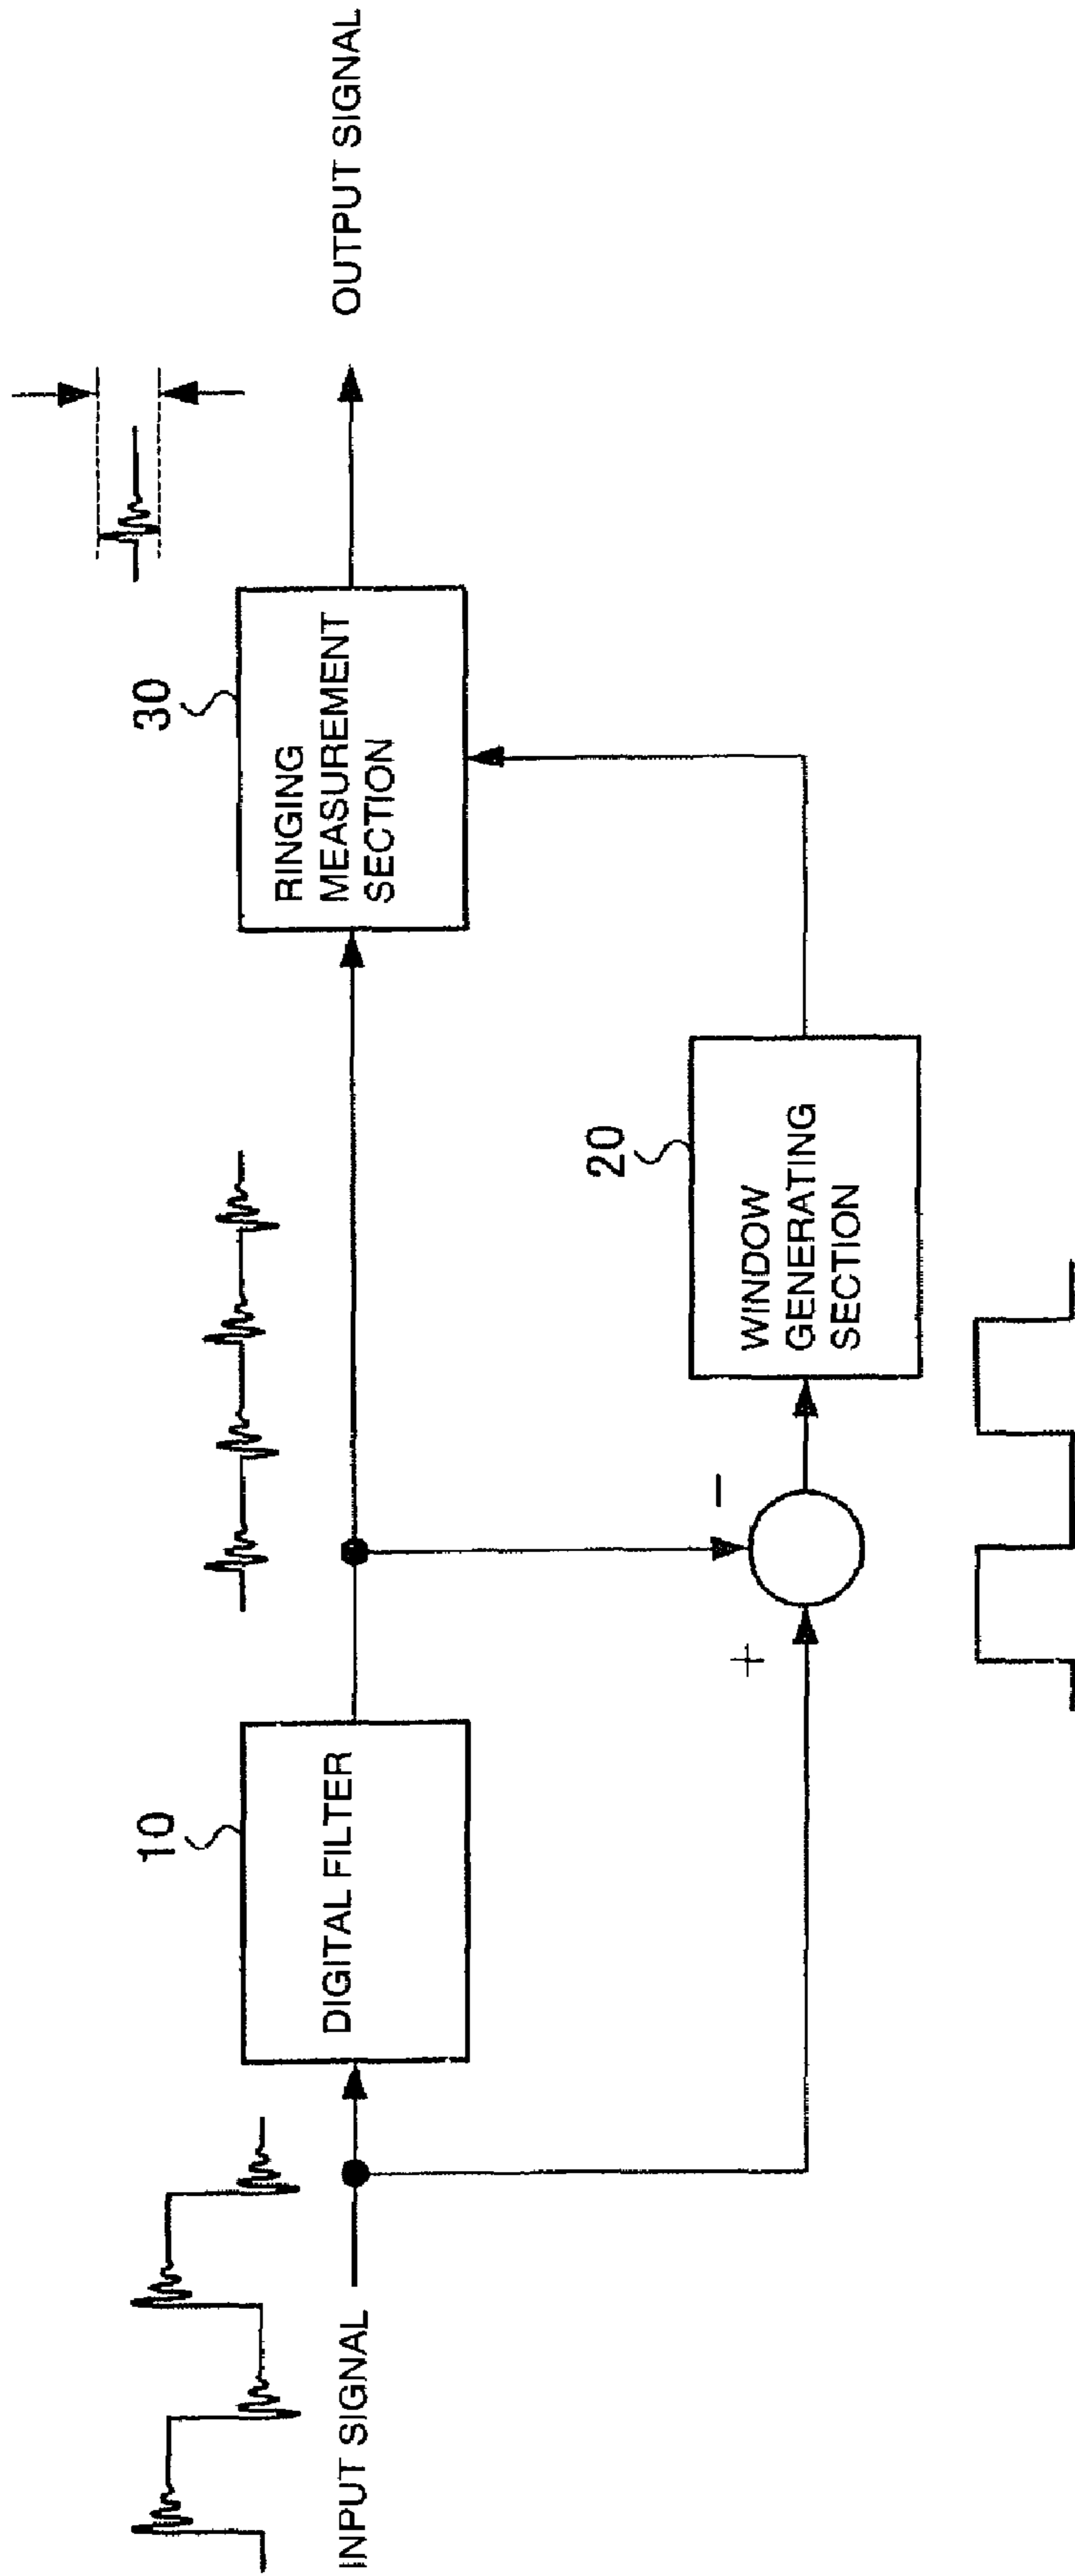 INPUT SIGNAL
10
DIGITAL FILTER
+
−
20
WINDOW
GENERATING
SECTION
30
RINGING
MEASUREMENT
SECTION
OUTPUT SIGNAL